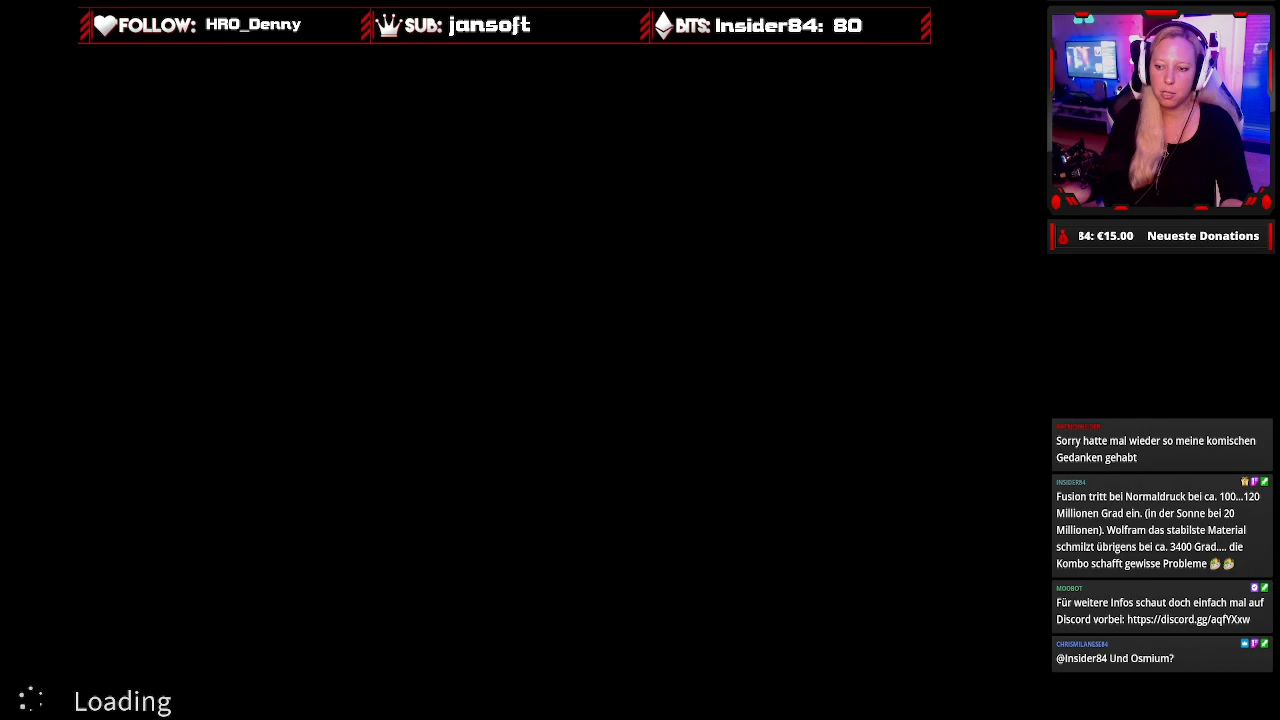 FOLLOW: HRO_Denny
SUB: jansoft
BITS: Insider84: 80
84: €15.00 Neueste Donations
Sorry hatte mal wieder so meine komischen
Gedanken gehabt
INSIDER84
Fusion tritt bei Normaldruck bei ca. 100...120
Millionen Grad ein. (in der Sonne bei 20
Millionen). Wolfram das stabilste Material
schmilzt übrigens bei ca. 3400 Grad.... die
Kombo schafft gewisse Probleme
MOOBOT
Für weitere Infos schaut doch einfach mal auf
Discord vorbei: https://discord.gg/aqfYXxw
CHRISMILANESE84
@Insider84 Und Osmium?
Loading